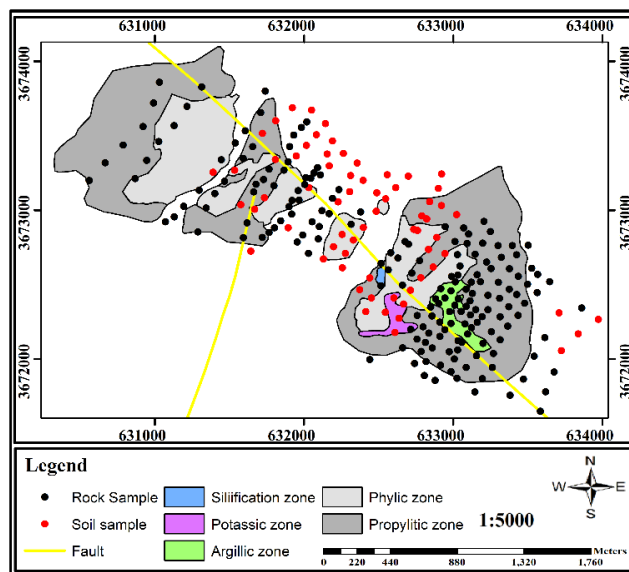 631000 632000 633000 634000
3674000 3674000
3673000 3673000
3672000 3672000
631000 632000 633000 634000
Legend
Rock Sample Siliification zone Phylic zone
Soil sample Potassic zone Propylitic zone
Fault Argillic zone
N
W E
S
1:5000
Meters
0 220 440 880 1,320 1,760